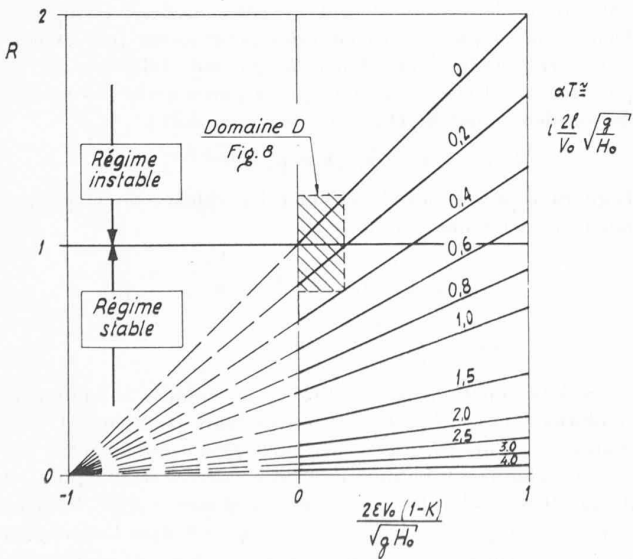 2
R
0
αT≅
i 2l/V₀ √g/H₀
0,2
Domaine D
Fig. 8
Régime
instable
0,4
1
0,6
0,8
Régime
stable
1,0
1,5
2.0
2,5
3.0
4.0
0
-1
0
1
2εV₀(1-K)
√gH₀